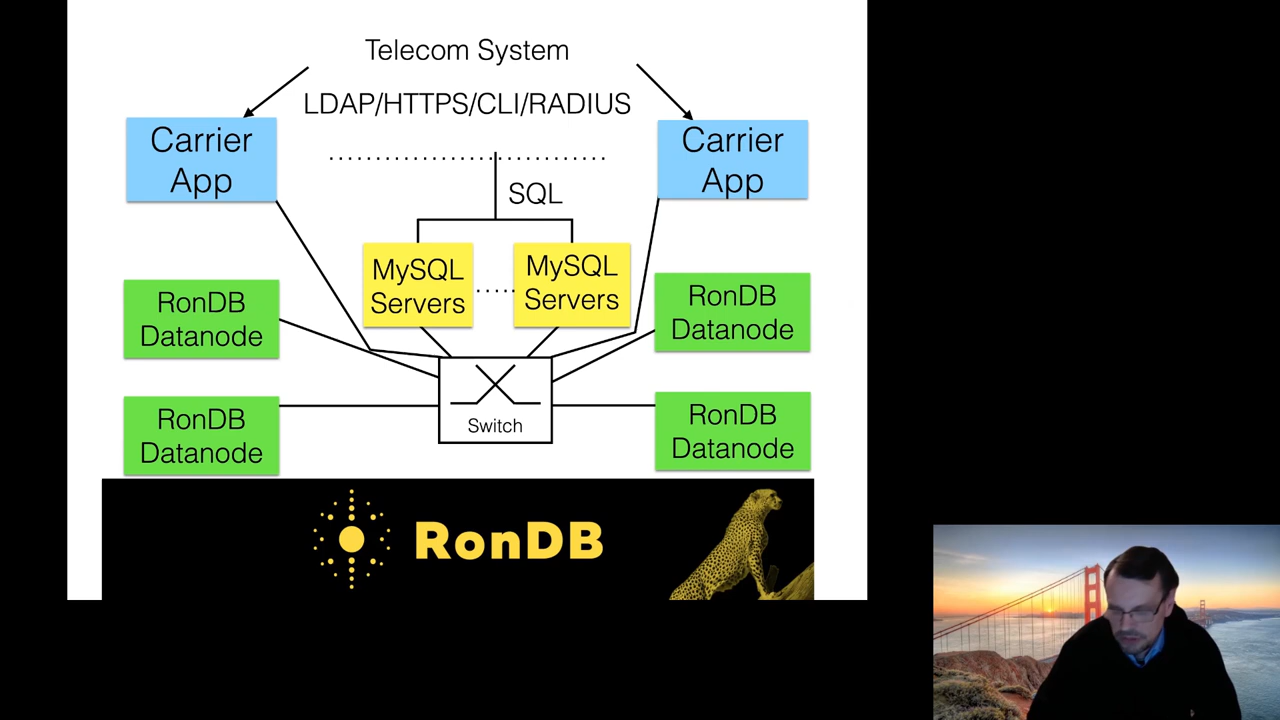 Telecom System
LDAP/HTTPS/CLI/RADIUS
Carrier
App
Carrier
App
SQL
MySQL
Servers
MySQL
Servers
RonDB
Datanode
RonDB
Datanode
RonDB
Datanode
RonDB
Datanode
Switch
RonDB